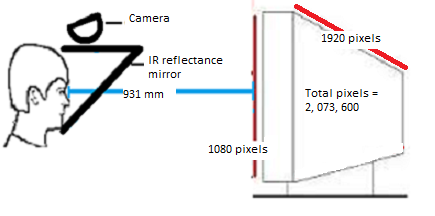 Camera
IR reflectance
mirror
931 mm
1920 pixels
Total pixels =
2, 073, 600
1080 pixels